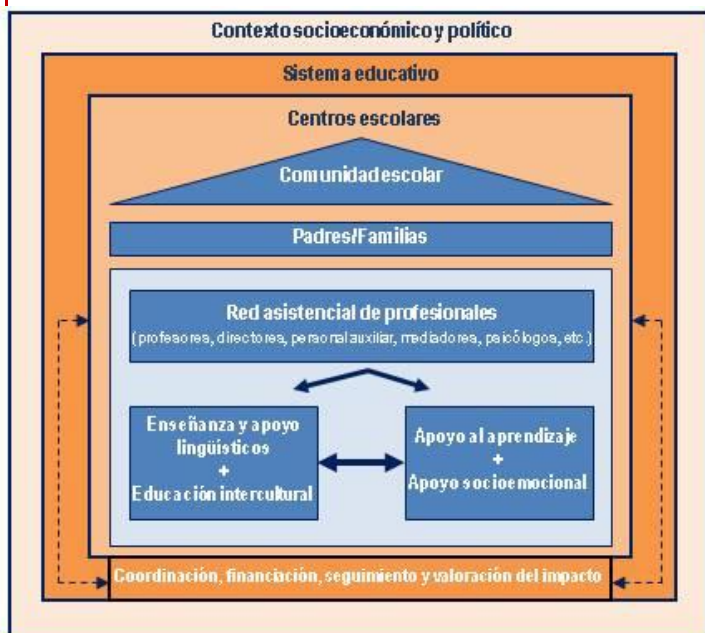 Contexto socioeconómico y político
Sistema educativo
Centros escolares
Comunidad escolar
Padres/Familias
Red asistencial de profesionales
(profesores, directores, personal auxiliar, mediadores, psicólogos, etc.)
Enseñanza y apoyo
lingüísticos
+
Educación intercultural
Apoyo al aprendizaje
+
Apoyo socioemocional
Coordinación, financiación, seguimiento y valoración del impacto